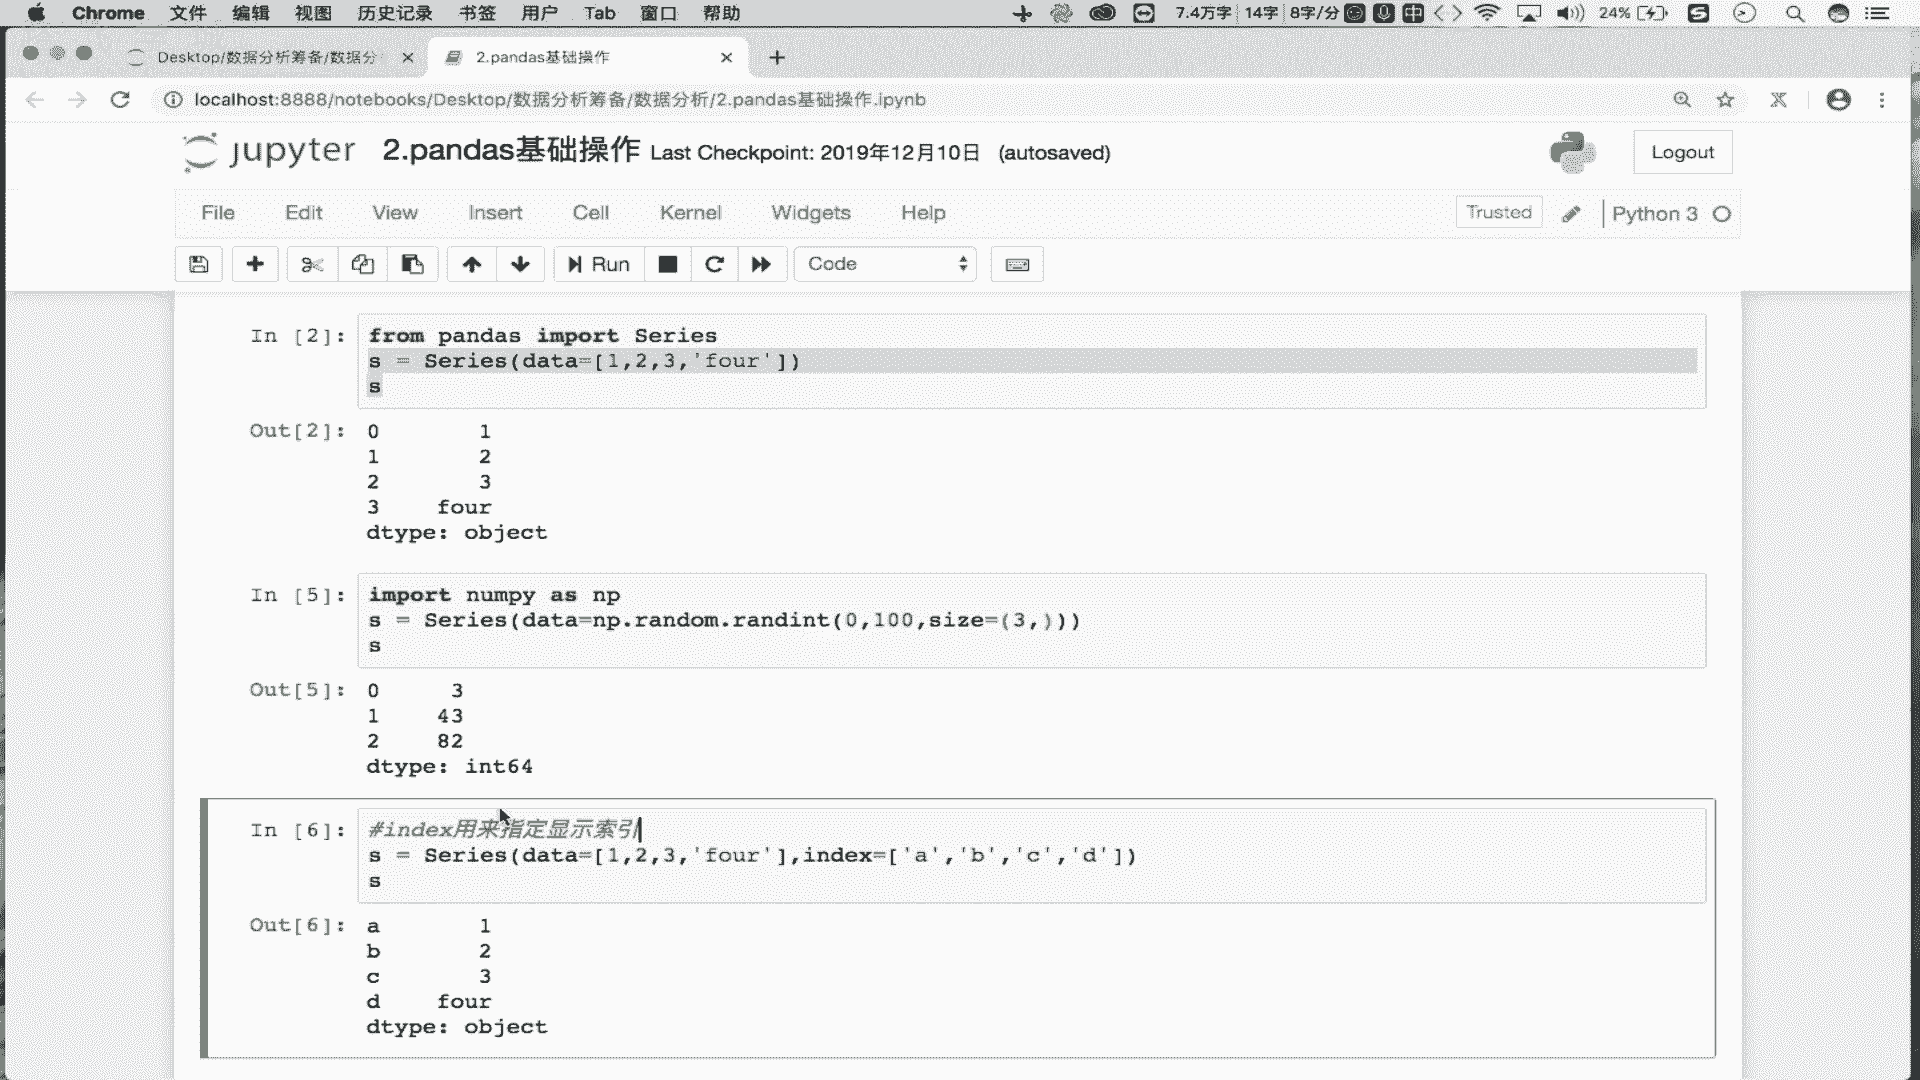 Chrome 文件 编辑 视图 历史记录 书签 用户 Tab 窗口 帮助 7.4万字 14字 8字/分 中 24%
Desktop/数据分析筹备/数据分 2.pandas基础操作
localhost:8888/notebooks/Desktop/数据分析筹备/数据分析/2.pandas基础操作.ipynb
jupyter 2.pandas基础操作 Last Checkpoint: 2019年12月10日 (autosaved) Logout
File Edit View Insert Cell Kernel Widgets Help Trusted Python 3
Run Code
In [2]: from pandas import Series
s = Series(data=[1,2,3,'four'])
s
Out[2]: 0 1
1 2
2 3
3 four
dtype: object
In [5]: import numpy as np
s = Series(data=np.random.randint(0,100,size=(3,)))
s
Out[5]: 0 3
1 43
2 82
dtype: int64
In [6]: #index用来指定显示索引
s = Series(data=[1,2,3,'four'],index=['a','b','c','d'])
s
Out[6]: a 1
b 2
c 3
d four
dtype: object